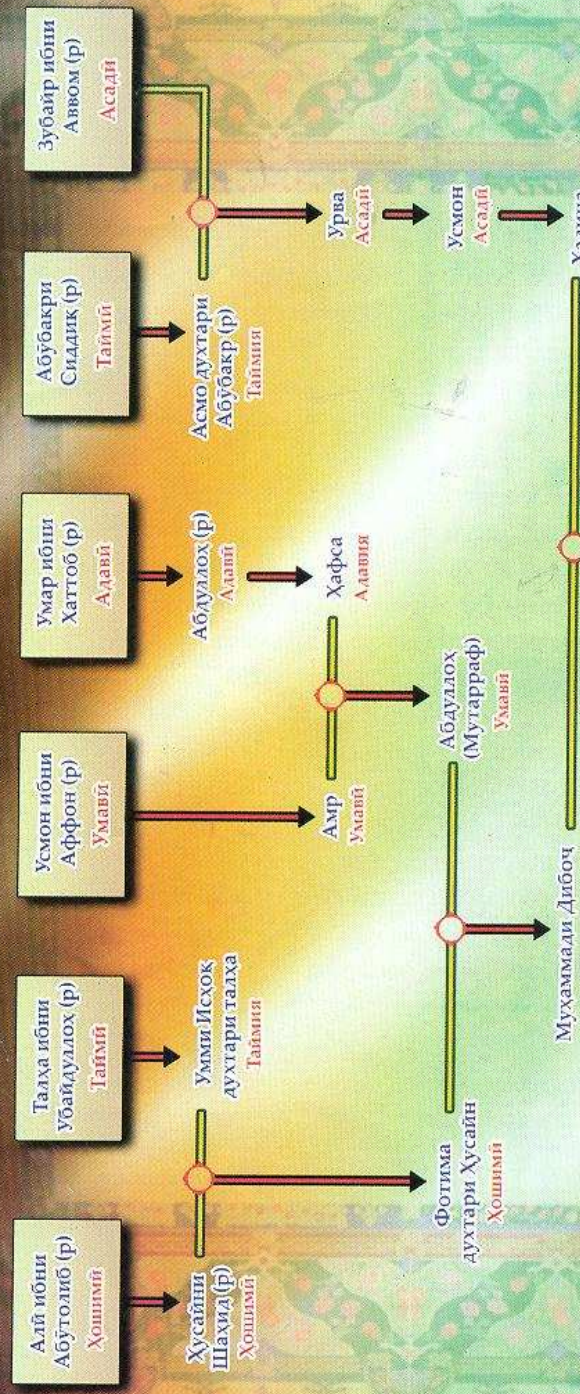 Алӣ ибни
Абӯтолиб (р)
Ҳошимӣ
Талҳа ибни
Убайдуллоҳ (р)
Таймӣ
Усмон ибни
Аффон (р)
Умавӣ
Умар ибни
Хаттоб (р)
Адавӣ
Абӯбакри
Сиддиқ (р)
Таймӣ
Зубайр ибни
Аввом (р)
Асадӣ
Ҳусайни
Шаҳид (р)
Ҳошимӣ
Умми Исҳоқ
духтари талҳа
Таймия
Абдуллоҳ (р)
Адавӣ
Асмо духтари
Абӯбакр (р)
Таймия
Амр
Умавӣ
Ҳафса
Адавия
Урва
Асадӣ
Фотима
духтари Ҳусайн
Ҳошимӣ
Абдуллоҳ
(Мутарраф)
Умавӣ
Усмон
Асадӣ
Муҳаммади Дибоҷ